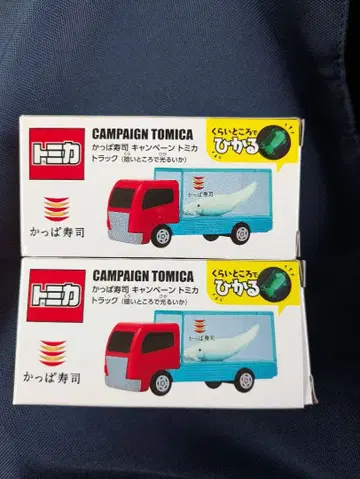 CAMPAIGN TOMICA
トミカ
かっぱ寿司 キャンペーン トミカ
トラック（暗いところで光るいか）
くらいところで
ひかる
かっぱ寿司
かっぱ寿司
CAMPAIGN TOMICA
トミカ
かっぱ寿司 キャンペーン トミカ
トラック（暗いところで光るいか）
くらいところで
ひかる
かっぱ寿司
かっぱ寿司